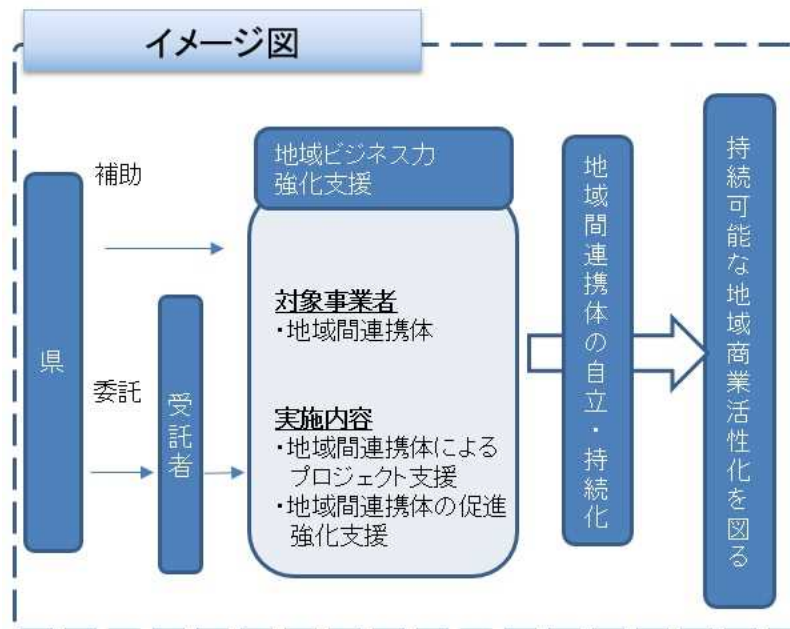 イメージ図
県
補助
委託
受託者
地域ビジネス力
強化支援
対象事業者
・地域間連携体
実施内容
・地域間連携体による
プロジェクト支援
・地域間連携体の促進
強化支援
地域間連携体の自立・持続化
持続可能な地域商業活性化を図る